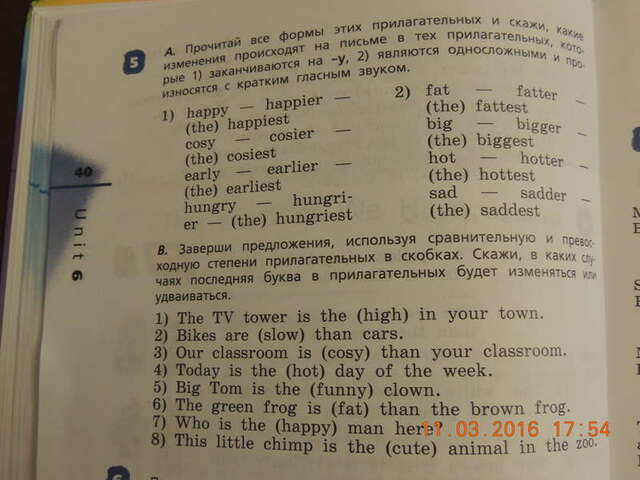 5
А. Прочитай все формы этих прилагательных и скажи, какие
изменения происходят на письме в тех прилагательных, кото-
рые 1) заканчиваются на –y, 2) являются односложными и про-
износятся с кратким гласным звуком.
1) happy — happier —
(the) happiest
cosy — cosier —
(the) cosiest
early — earlier —
(the) earliest
hungry — hungri-
er — (the) hungriest
2) fat — fatter —
(the) fattest
big — bigger —
(the) biggest
hot — hotter —
(the) hottest
sad — sadder —
(the) saddest
40
Unit 6
В. Заверши предложения, используя сравнительную и превос-
ходную степени прилагательных в скобках. Скажи, в каких слу-
чаях последняя буква в прилагательных будет изменяться или
удваиваться.
1) The TV tower is the (high) in your town.
2) Bikes are (slow) than cars.
3) Our classroom is (cosy) than your classroom.
4) Today is the (hot) day of the week.
5) Big Tom is the (funny) clown.
6) The green frog is (fat) than the brown frog.
7) Who is the (happy) man here?
8) This little chimp is the (cute) animal in the zoo.
11.03.2016 17:54